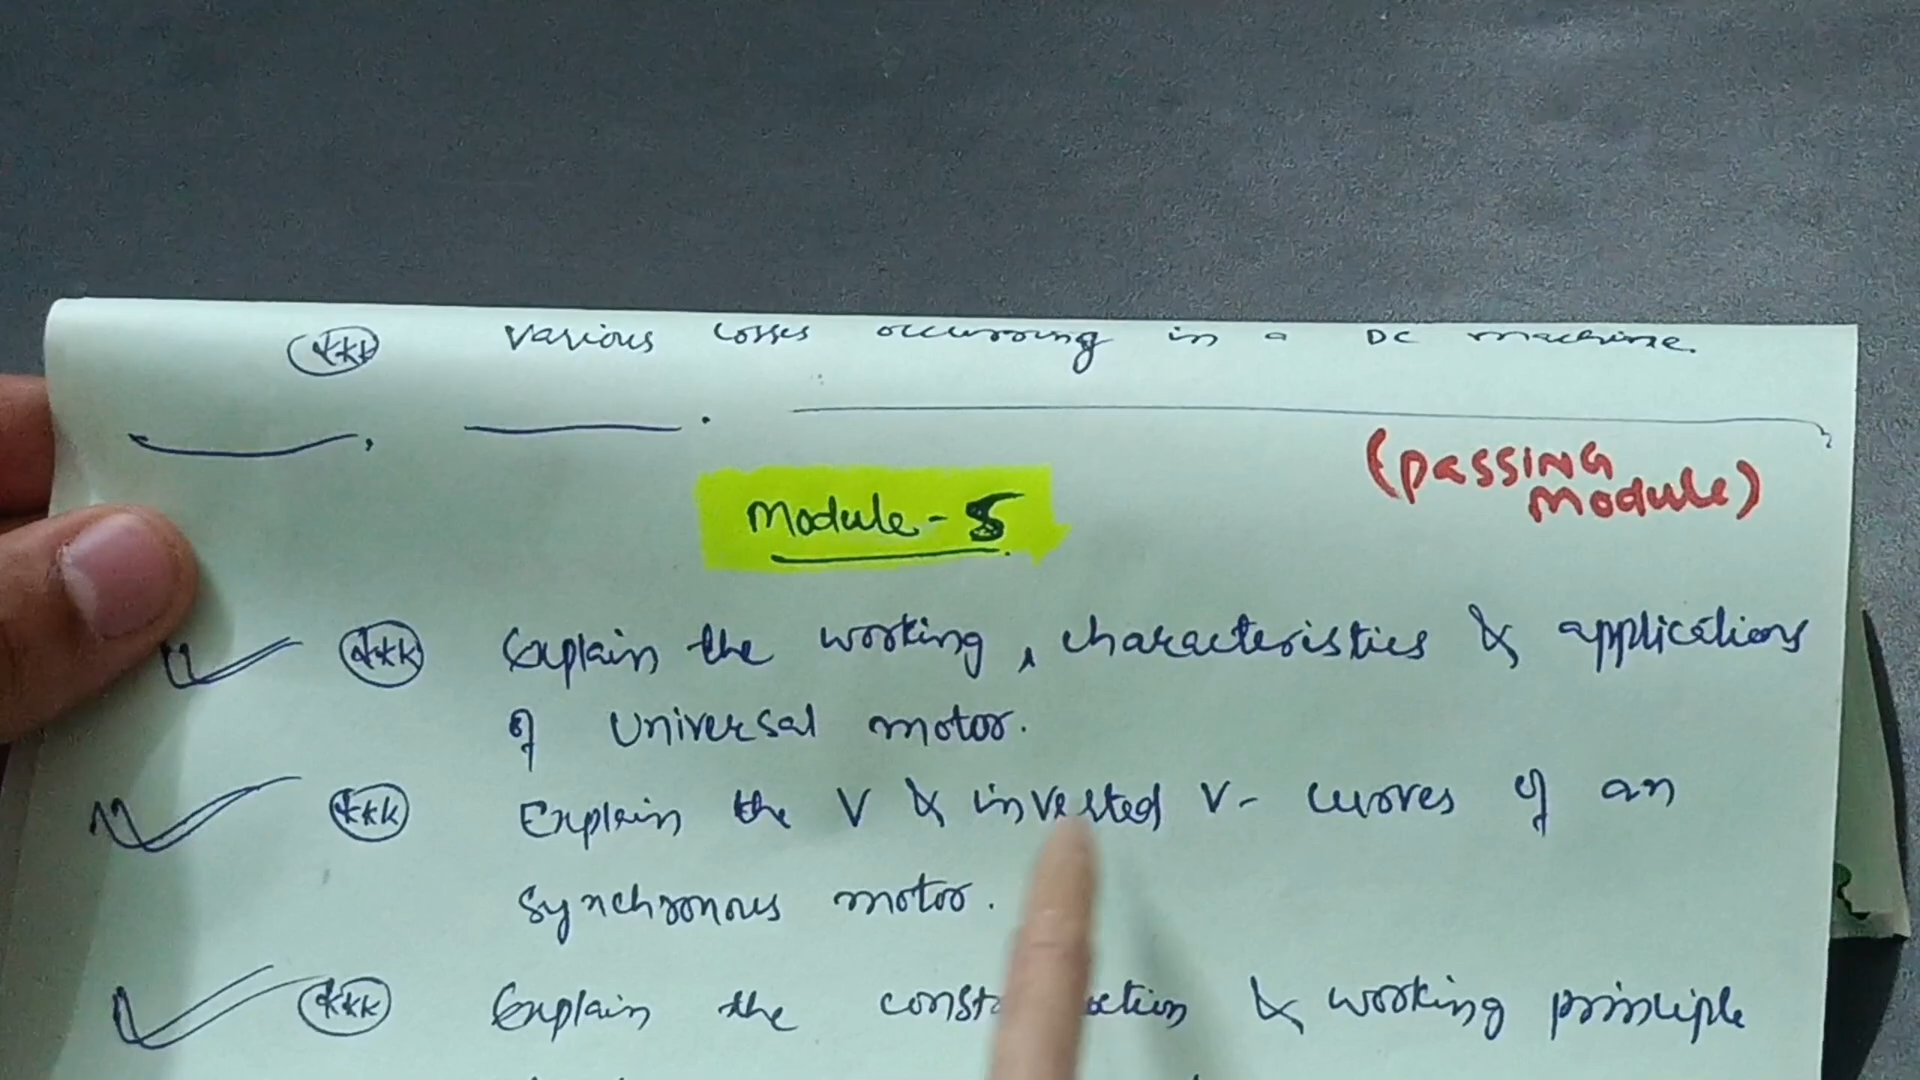 *** Various losses occurring in a DC machine.
(PASSING MODULE)
Module - 5
*** Explain the working, characteristics & applications
of Universal motor.
*** Explain the V & inverted V- curves of an
synchronous motor.
*** Explain the construction & working principle